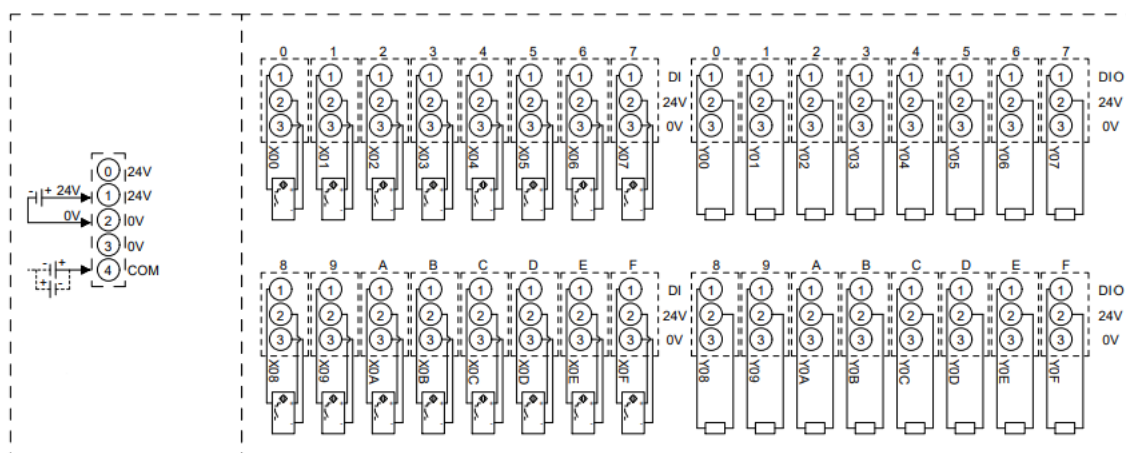 0 1 2 3 4 5 6 7 0 1 2 3 4 5 6 7
1 1 1 1 1 1 1 1 DI 1 1 1 1 1 1 1 1 DIO
2 2 2 2 2 2 2 2 24V 2 2 2 2 2 2 2 2 24V
3 3 3 3 3 3 3 3 0V 3 3 3 3 3 3 3 3 0V
X00 X01 X02 X03 X04 X05 X06 X07 Y00 Y01 Y02 Y03 Y04 Y05 Y06 Y07
0 24V
- + 24V 1 24V
0V 2 0V
3 0V
- + 4 COM
+ -
8 9 A B C D E F 8 9 A B C D E F
1 1 1 1 1 1 1 1 DI 1 1 1 1 1 1 1 1 DIO
2 2 2 2 2 2 2 2 24V 2 2 2 2 2 2 2 2 24V
3 3 3 3 3 3 3 3 0V 3 3 3 3 3 3 3 3 0V
X08 X09 X0A X0B X0C X0D X0E X0F Y08 Y09 Y0A Y0B Y0C Y0D Y0E Y0F